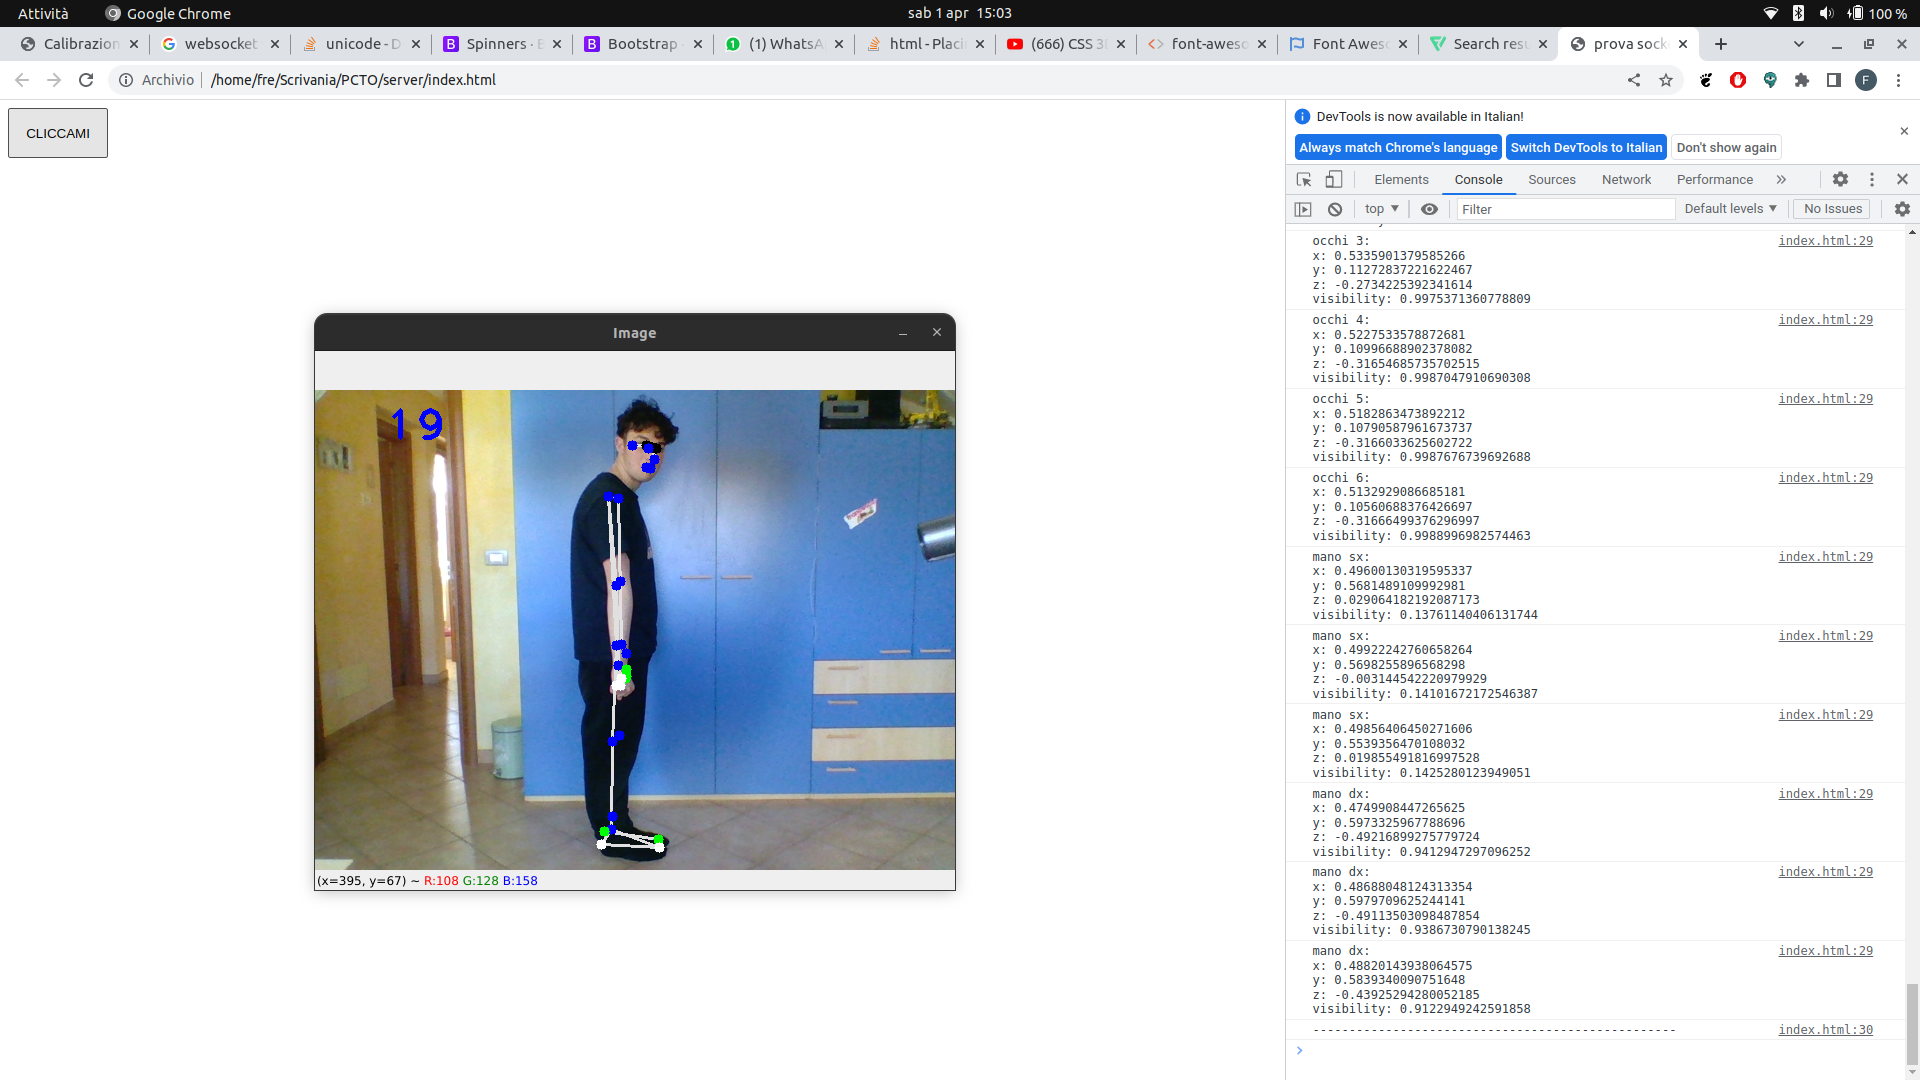 Attività
Google Chrome
sab 1 apr 15:03
100 %
Calibrazion
websocket
unicode - D
Spinners · B
Bootstrap
(1) WhatsA
html - Placi
(666) CSS 3
font-aweso
Font Awes
Search resu
prova sock
Archivio
/home/fre/Scrivania/PCTO/server/index.html
F
CLICCAMI
DevTools is now available in Italian!
Always match Chrome's language
Switch DevTools to Italian
Don't show again
Elements
Console
Sources
Network
Performance
top
Filter
Default levels
No Issues
occhi 3:
index.html:29
x: 0.5335901379585266
y: 0.11272837221622467
z: -0.2734225392341614
visibility: 0.9975371360778809
occhi 4:
index.html:29
x: 0.5227533578872681
y: 0.10996688902378082
z: -0.31654685735702515
visibility: 0.9987047910690308
occhi 5:
index.html:29
x: 0.5182863473892212
y: 0.10790587961673737
z: -0.3166033625602722
visibility: 0.9987676739692688
occhi 6:
index.html:29
x: 0.5132929086685181
y: 0.10560688376426697
z: -0.31666499376296997
visibility: 0.9988996982574463
mano sx:
index.html:29
x: 0.49600130319595337
y: 0.5681489109992981
z: 0.029064182192087173
visibility: 0.13761140406131744
mano sx:
index.html:29
x: 0.49922242760658264
y: 0.5698255896568298
z: -0.003144542220979929
visibility: 0.14101672172546387
mano sx:
index.html:29
x: 0.49856406450271606
y: 0.5539356470108032
z: 0.019855491816997528
visibility: 0.1425280123949051
mano dx:
index.html:29
x: 0.4749908447265625
y: 0.5973325967788696
z: -0.49216899275779724
visibility: 0.9412947297096252
mano dx:
index.html:29
x: 0.48688048124313354
y: 0.5979709625244141
z: -0.49113503098487854
visibility: 0.9386730790138245
mano dx:
index.html:29
x: 0.48820143938064575
y: 0.5839340090751648
z: -0.43925294280052185
visibility: 0.9122949242591858
--------------------------------------------------
index.html:30
Image
19
(x=395, y=67) ~ R:108 G:128 B:158